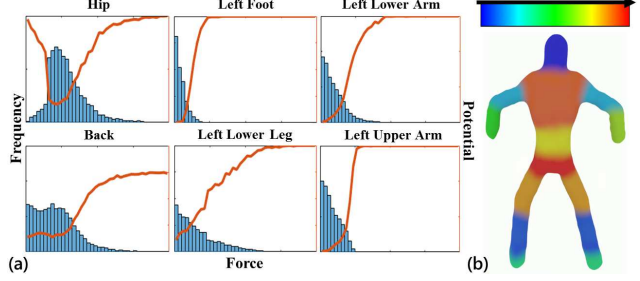 Hip
Left Foot
Left Lower Arm
Frequency
Potential
Back
Left Lower Leg
Left Upper Arm
Force
(a)
(b)